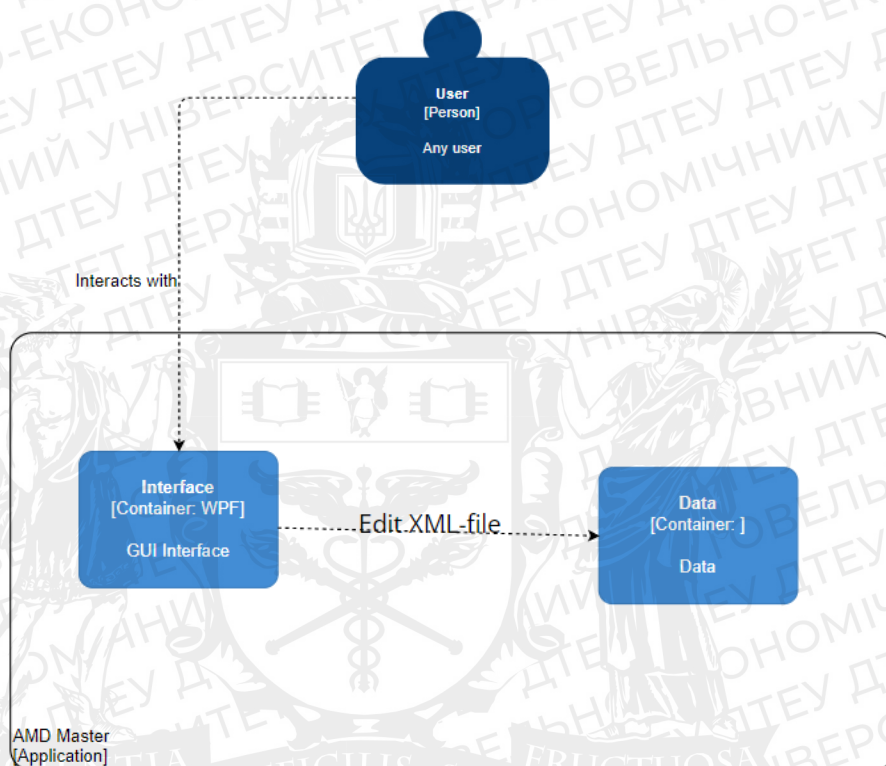 User
[Person]
Any user
Interacts with
Interface
[Container: WPF]
GUI Interface
Edit XML-file
Data
[Container: ]
Data
AMD Master
[Application]